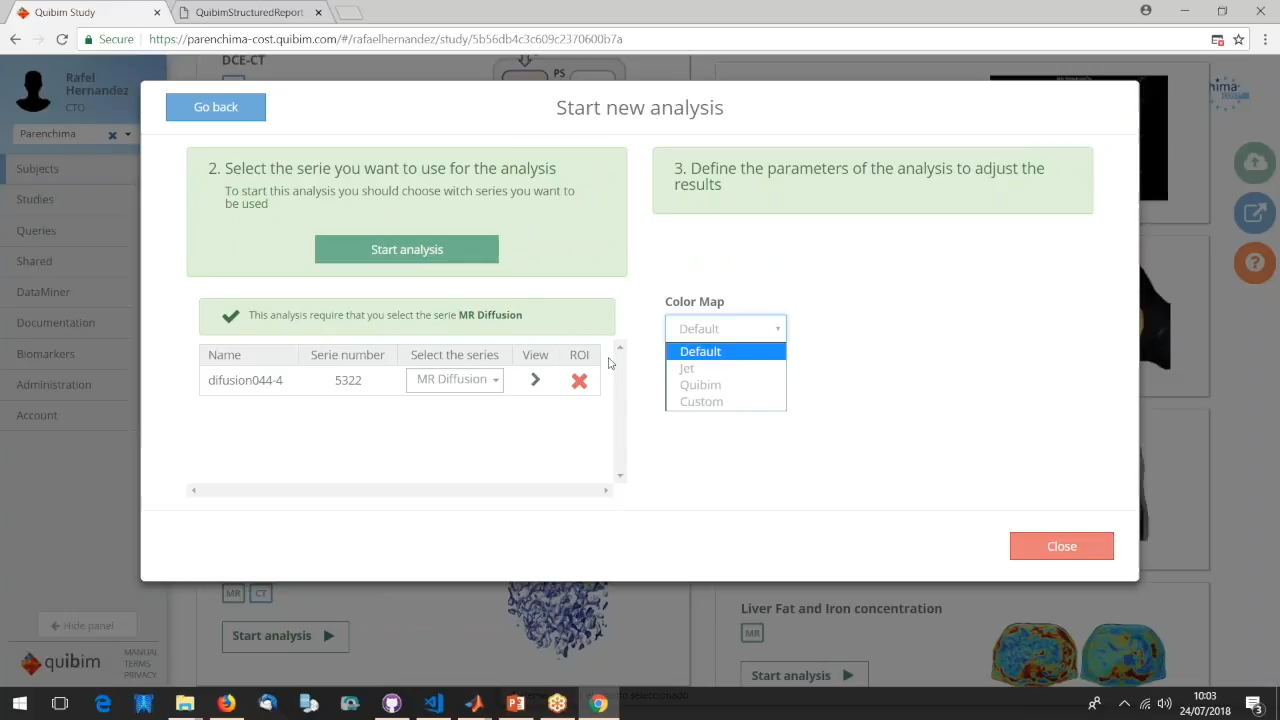 Quibim Study
QuibimStructuredReport
Secure
https://parenchima-cost.quibim.com/#/rafaelhernandez/study/5b56db4c3c609c2370600b7a
Rafel
Hernandez
CTO
Parenchima
Subjects
Studies
Queries
Shared
DataMiner
Documentation
Biomarkers
Administration
Account
Hide panel
quibim
MANUAL
TERMS
PRIVACY
DCE-CT
PS
Go back
Start new analysis
2. Select the serie you want to use for the analysis
To start this analysis you should choose witch series you want to
be used
Start analysis
This analysis require that you select the serie MR Diffusion
Name Serie number Select the series View ROI
difusion044-4 5322 MR Diffusion
3. Define the parameters of the analysis to adjust the
results
Color Map
Default
Default
Jet
Quibim
Custom
Close
MR CT
Start analysis
Liver Fat and Iron concentration
MR
Start analysis
10:03
24/07/2018
3